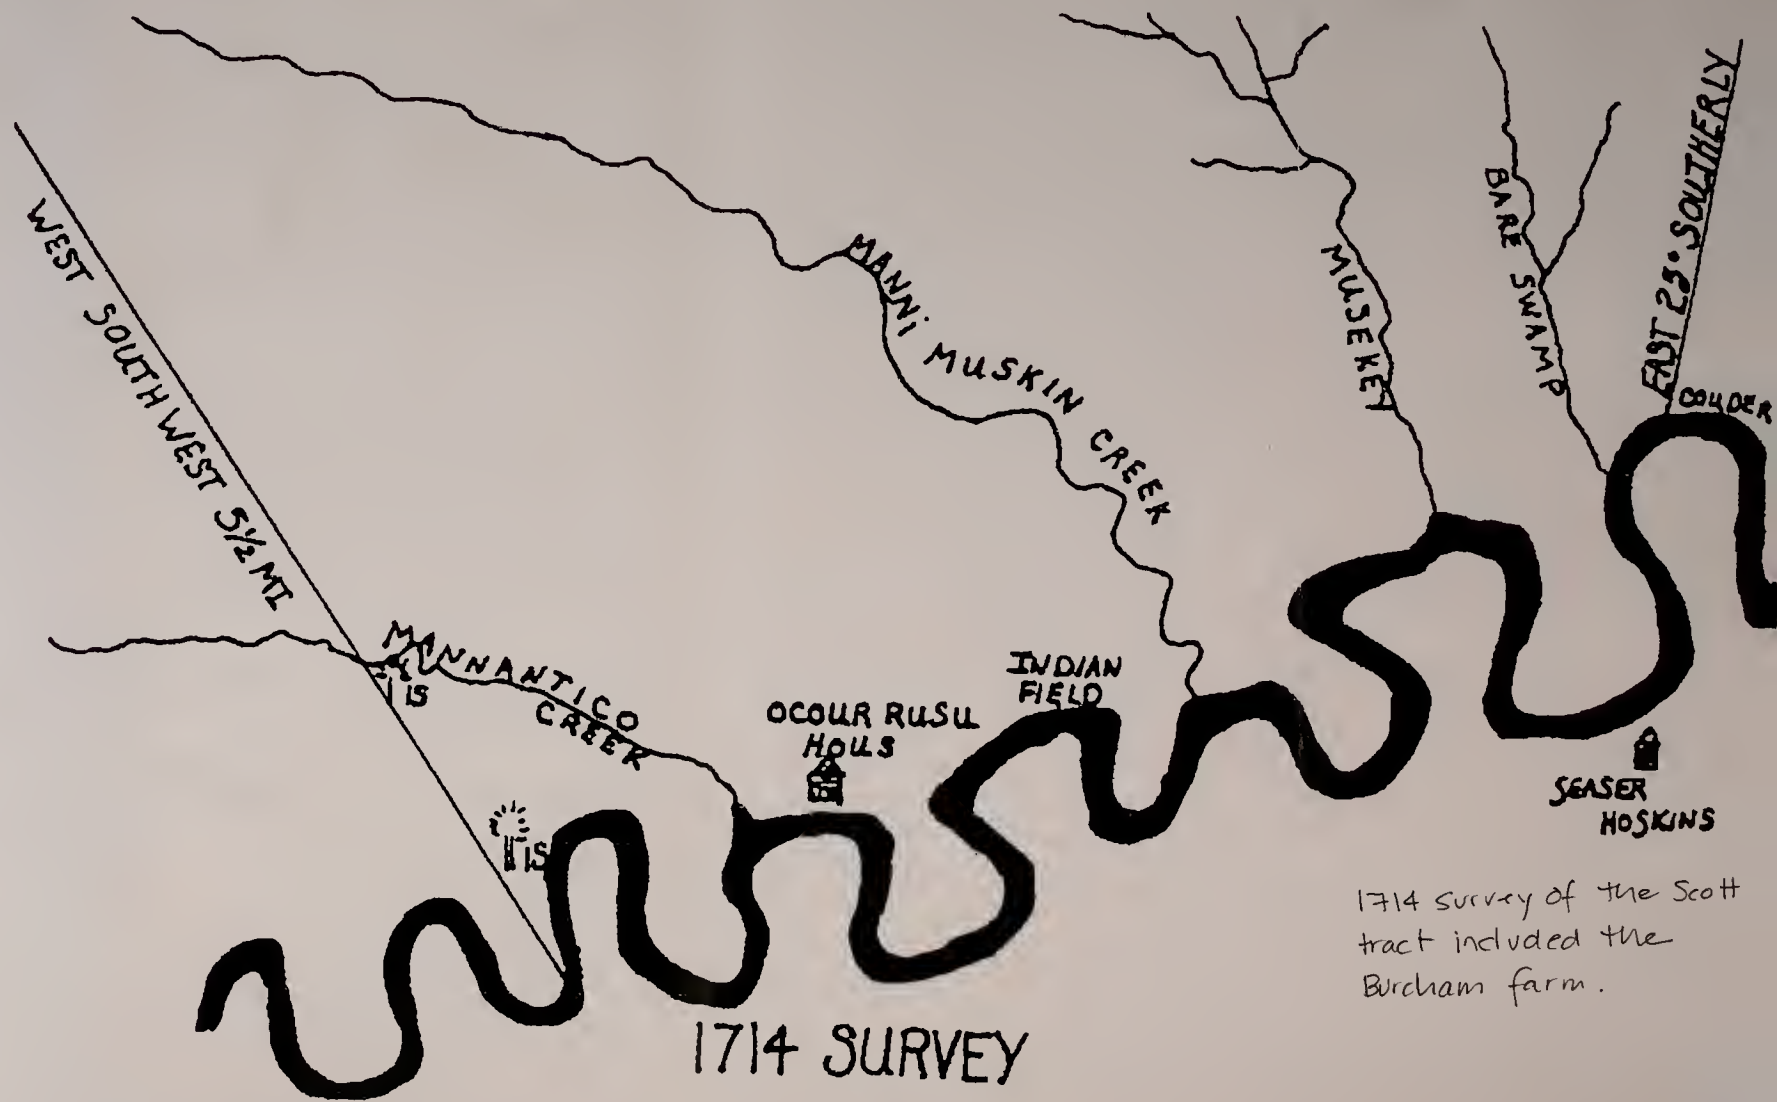 WEST SOUTH WEST 5½ MI
MANNI MUSKIN CREEK
MUSEKEY
BARE SWAMP
EAST 23° SOUTHERLY
COUDER
MANNANTICO
CREEK
IS
IS
OCOUR RUSU
HOUS
INDIAN
FIELD
SEASER
HOSKINS
1714 survey of the Scott
tract included the
Burcham farm.
1714 SURVEY